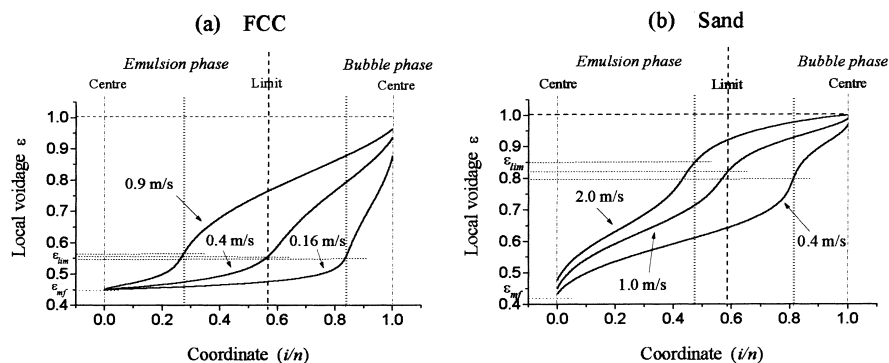 (a) FCC
Emulsion phase
Bubble phase
Centre
Limit
Centre
Local voidage ε
1.0
0.9
0.8
0.7
0.6
ε_lim
0.5
ε_mf
0.4
0.9 m/s
0.4 m/s
0.16 m/s
0.0 0.2 0.4 0.6 0.8 1.0
Coordinate (i/n)
(b) Sand
Emulsion phase
Bubble phase
Centre
Limit
Centre
Local voidage ε
1.0
0.9
ε_lim
0.8
0.7
0.6
0.5
ε_mf
0.4
2.0 m/s
1.0 m/s
0.4 m/s
0.0 0.2 0.4 0.6 0.8 1.0
Coordinate (i/n)